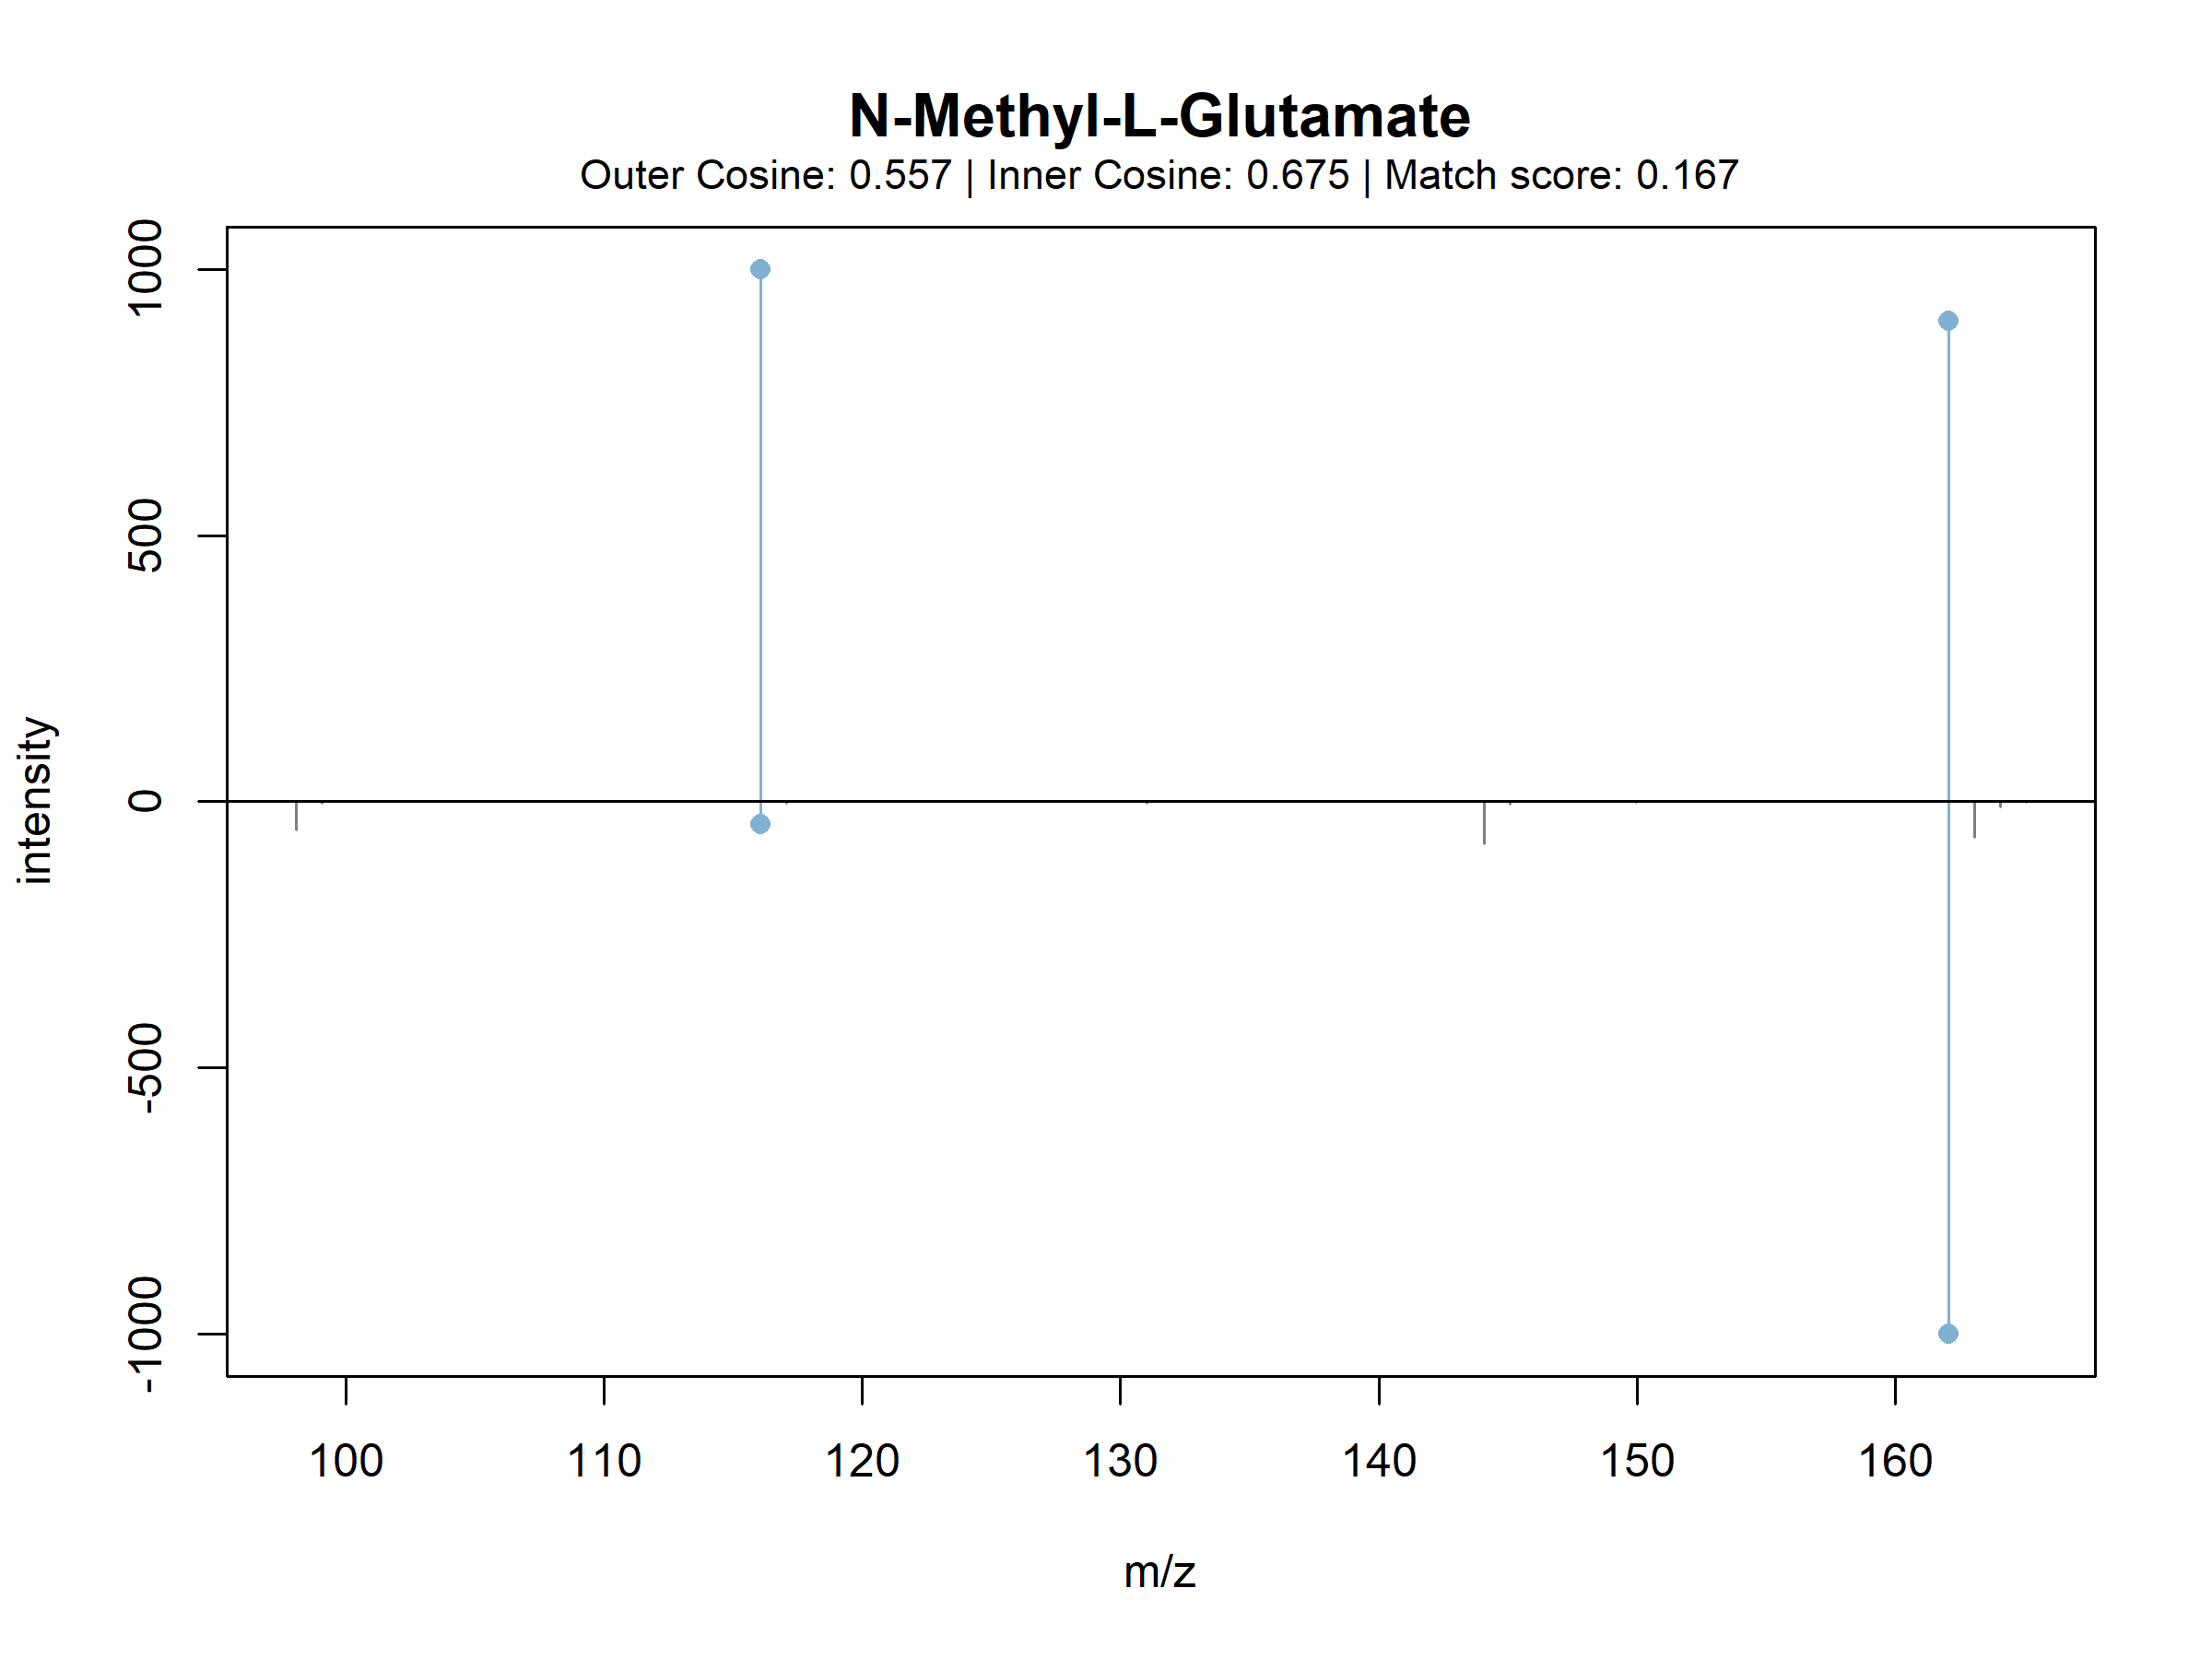 N-Methyl-L-Glutamate
Outer Cosine: 0.557 | Inner Cosine: 0.675 | Match score: 0.167
1000
500
0
-500
-1000
intensity
100 110 120 130 140 150 160
m/z